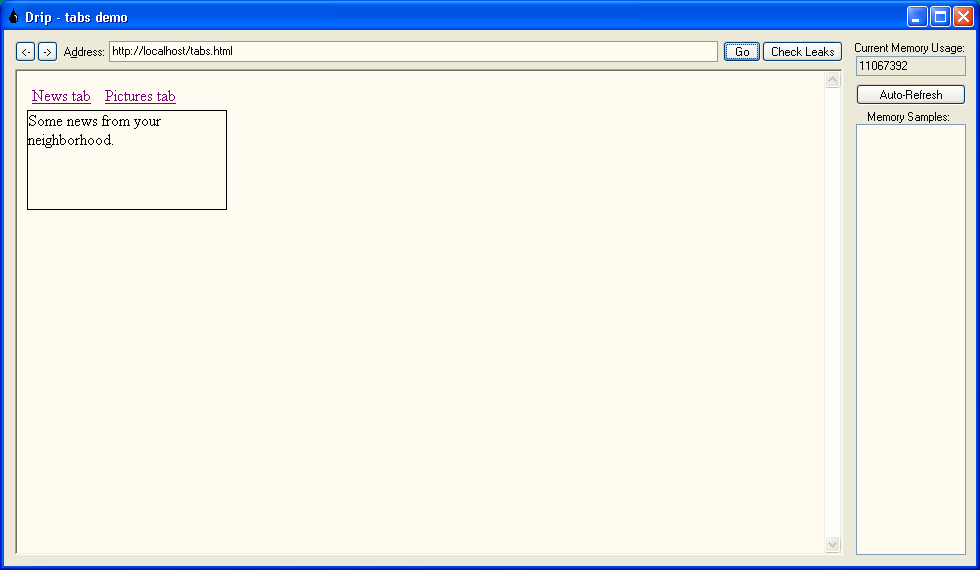 Drip - tabs demo
<- -> Address: http://localhost/tabs.html Go Check Leaks
Current Memory Usage:
11067392
Auto-Refresh
Memory Samples:
News tab Pictures tab
Some news from your
neighborhood.